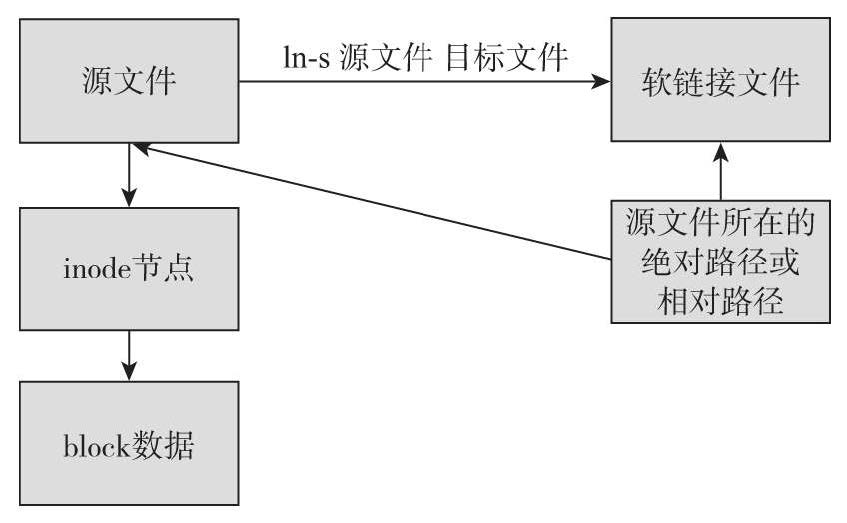 源文件
ln-s 源文件 目标文件
软链接文件
inode节点
源文件所在的
绝对路径或
相对路径
block数据